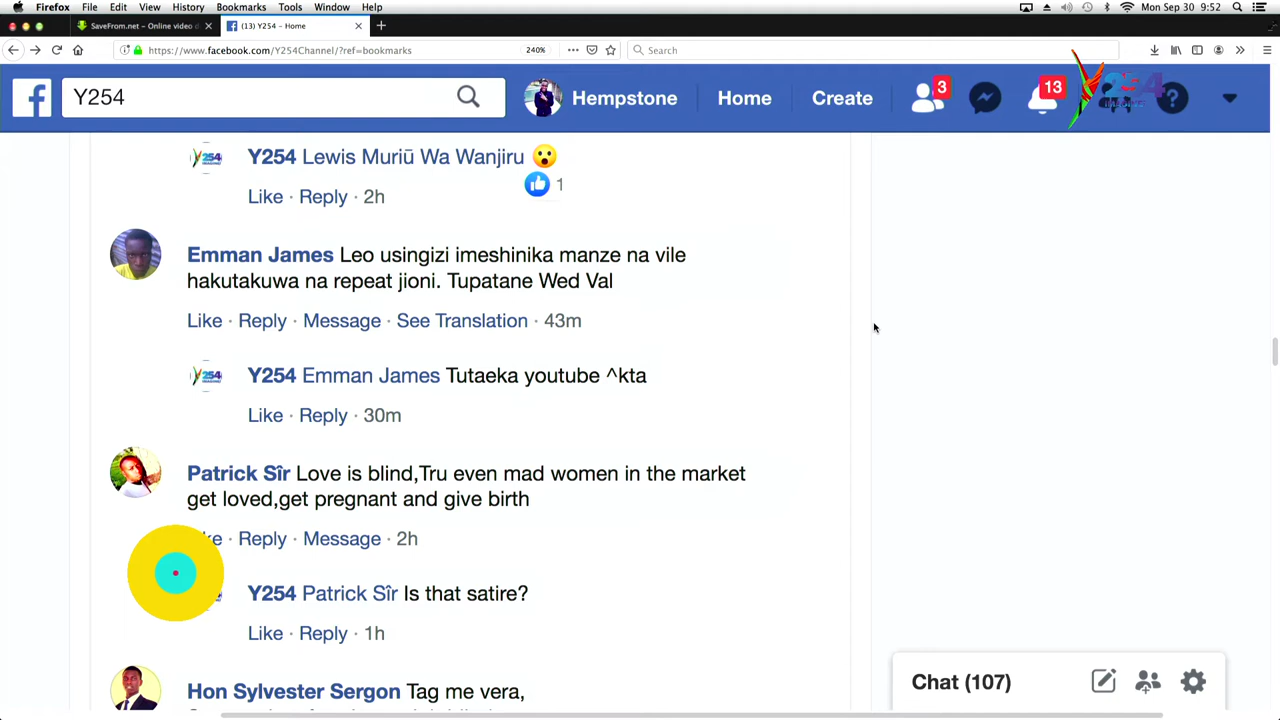 Firefox File Edit View History Bookmarks Tools Window Help Mon Sep 30 9:52
SaveFrom.net – Online video d
(13) Y254 - Home
https://www.facebook.com/Y254Channel/?ref=bookmarks 240% Search
Y254 Hempstone Home Create 3 13
Y254 Lewis Muriū Wa Wanjiru 😮
1
Like · Reply · 2h
Emman James Leo usingizi imeshinika manze na vile
hakutakuwa na repeat jioni. Tupatane Wed Val
Like · Reply · Message · See Translation · 43m
Y254 Emman James Tutaeka youtube ^kta
Like · Reply · 30m
Patrick Sîr Love is blind,Tru even mad women in the market
get loved,get pregnant and give birth
Reply · Message · 2h
Y254 Patrick Sîr Is that satire?
Like · Reply · 1h
Hon Sylvester Sergon Tag me vera,
Chat (107)